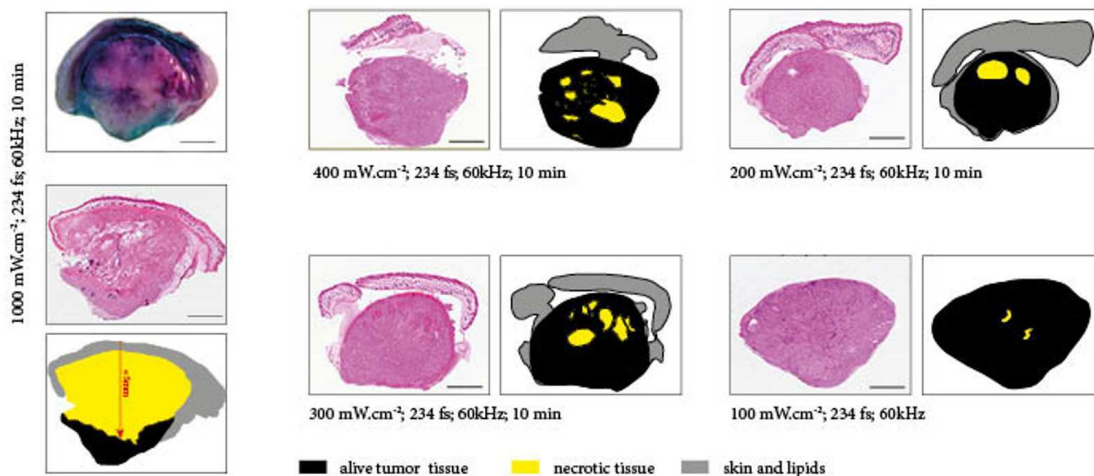 1000 mW.cm⁻²; 234 fs; 60kHz; 10 min
≈ 5mm
400 mW.cm⁻²; 234 fs; 60kHz; 10 min
200 mW.cm⁻²; 234 fs; 60kHz; 10 min
300 mW.cm⁻²; 234 fs; 60kHz; 10 min
100 mW.cm⁻²; 234 fs; 60kHz
alive tumor tissue
necrotic tissue
skin and lipids